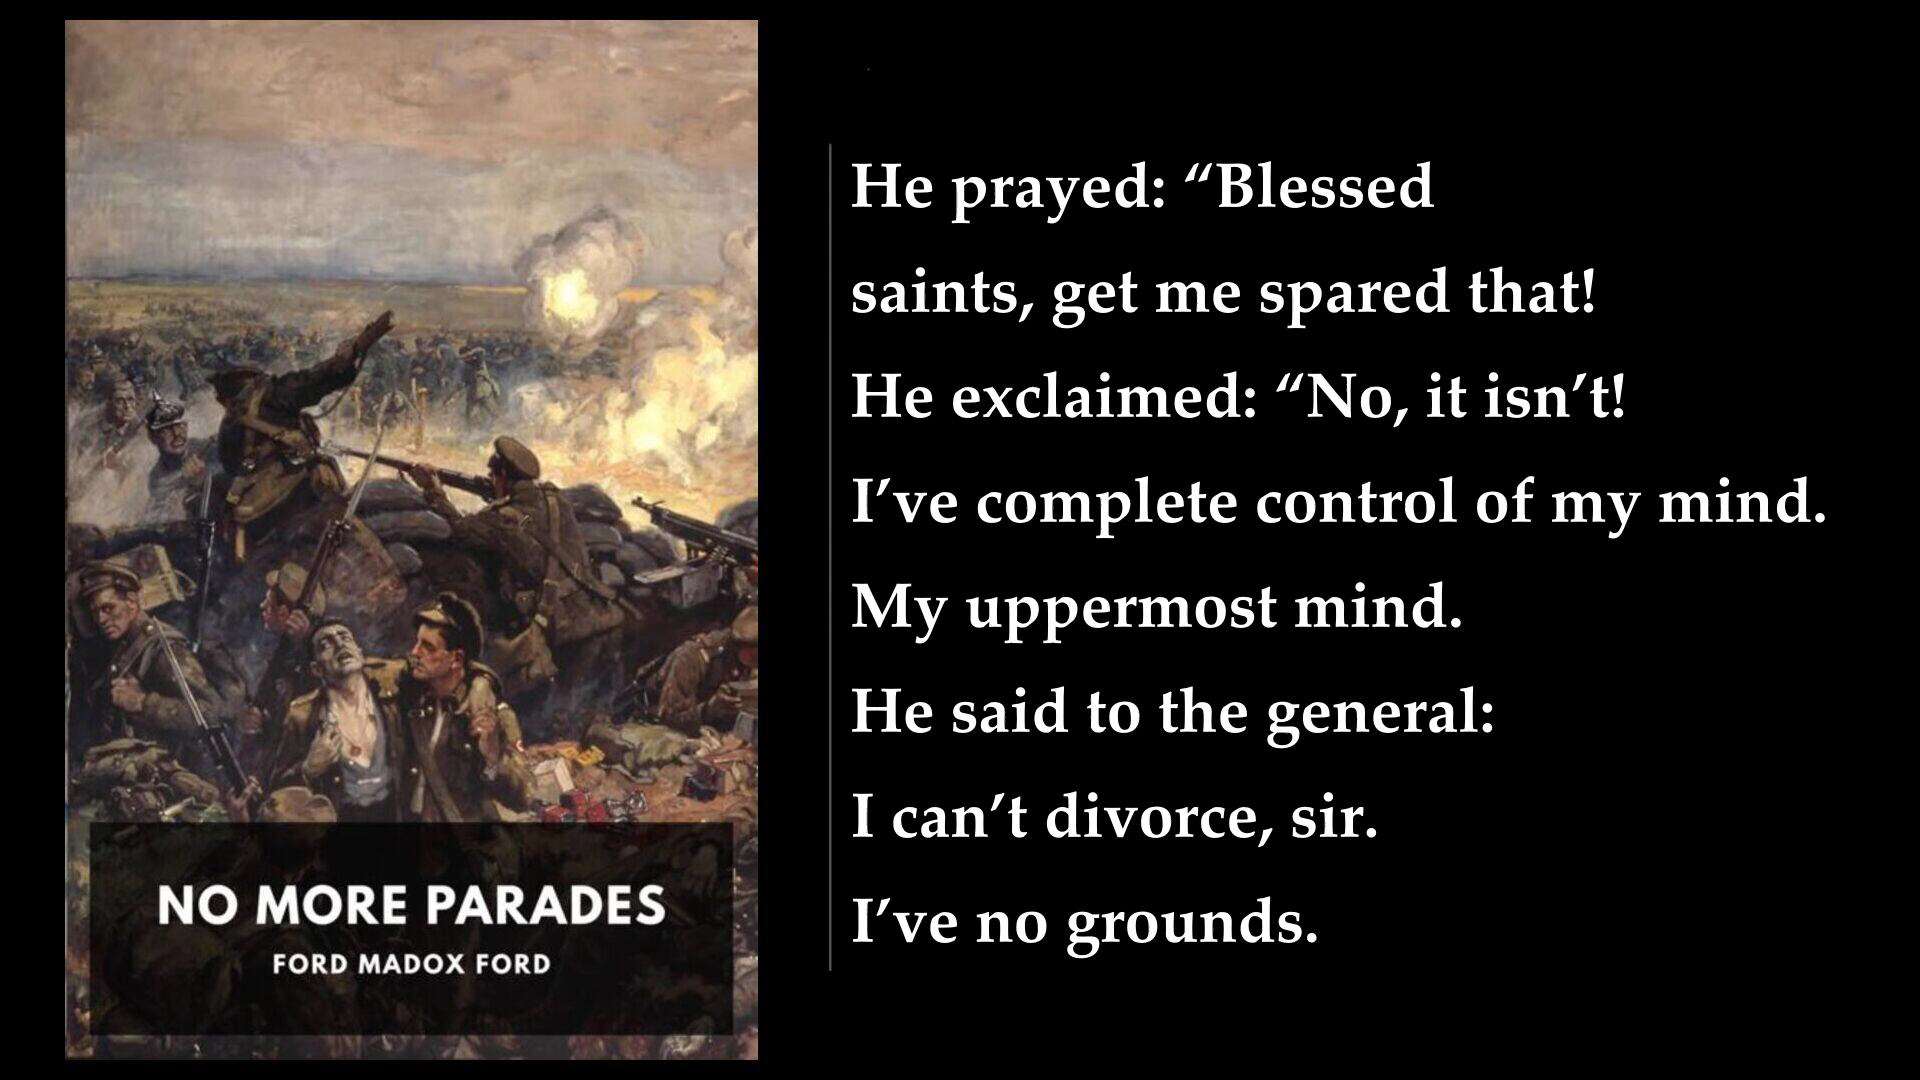 NO MORE PARADES
FORD MADOX FORD
He prayed: “Blessed
saints, get me spared that!
He exclaimed: “No, it isn’t!
I’ve complete control of my mind.
My uppermost mind.
He said to the general:
I can’t divorce, sir.
I’ve no grounds.